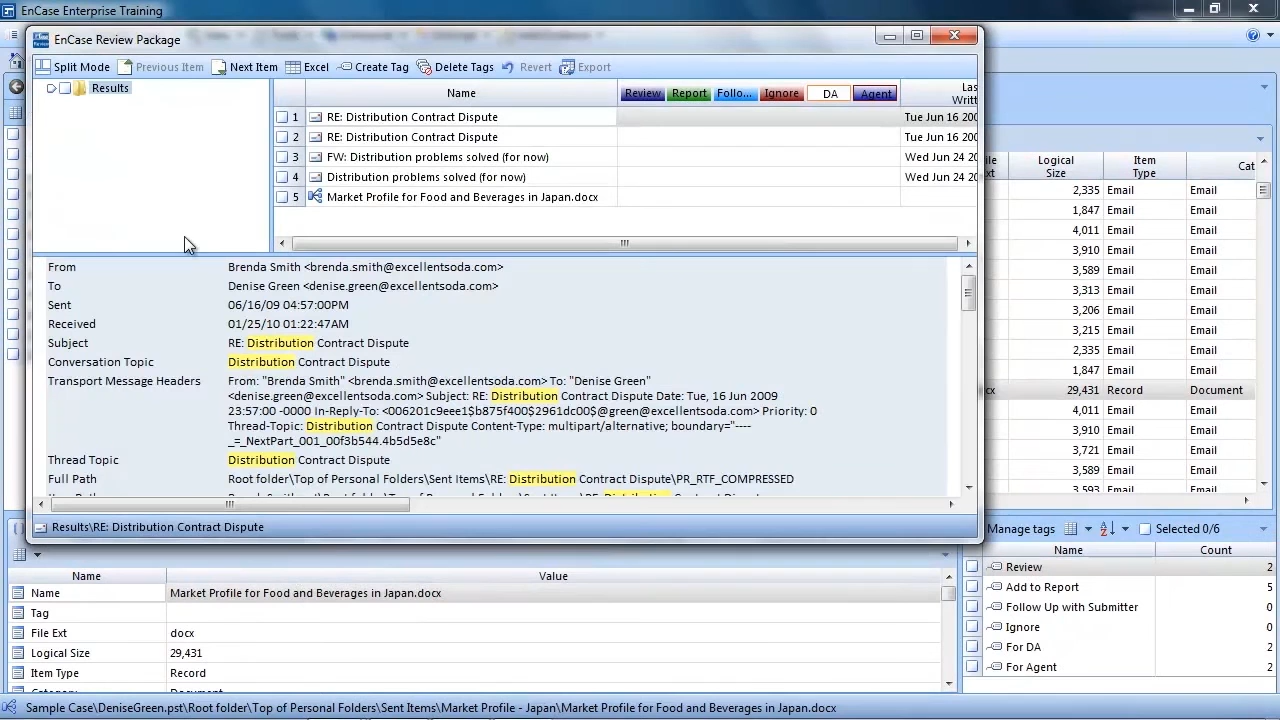 EnCase Enterprise Training
EnCase Review Package
Split Mode Previous Item Next Item Excel Create Tag Delete Tags Revert Export
Results
Name Review Report Follo... Ignore DA Agent Las
Writt
1 RE: Distribution Contract Dispute Tue Jun 16 200
2 RE: Distribution Contract Dispute Tue Jun 16 200
3 FW: Distribution problems solved (for now) Wed Jun 24 20
4 Distribution problems solved (for now) Wed Jun 24 20
5 Market Profile for Food and Beverages in Japan.docx
From Brenda Smith <brenda.smith@excellentsoda.com>
To Denise Green <denise.green@excellentsoda.com>
Sent 06/16/09 04:57:00PM
Received 01/25/10 01:22:47AM
Subject RE: Distribution Contract Dispute
Conversation Topic Distribution Contract Dispute
Transport Message Headers From: "Brenda Smith" <brenda.smith@excellentsoda.com> To: "Denise Green"
<denise.green@excellentsoda.com> Subject: RE: Distribution Contract Dispute Date: Tue, 16 Jun 2009
23:57:00 -0000 In-Reply-To: <006201c9eee1$b875f400$2961dc00$@green@excellentsoda.com> Priority: 0
Thread-Topic: Distribution Contract Dispute Content-Type: multipart/alternative; boundary="----
_=_NextPart_001_00f3b544.4b5d5e8c"
Thread Topic Distribution Contract Dispute
Full Path Root folder\Top of Personal Folders\Sent Items\RE: Distribution Contract Dispute\PR_RTF_COMPRESSED
Results\RE: Distribution Contract Dispute
Logical
Size
Item
Type
Cat
2,335 Email Email
1,847 Email Email
4,011 Email Email
3,910 Email Email
3,589 Email Email
3,313 Email Email
3,206 Email Email
3,215 Email Email
2,335 Email Email
1,847 Email Email
cx 29,431 Record Document
4,011 Email Email
3,910 Email Email
3,721 Email Email
3,589 Email Email
3,593 Email Email
Name Value
Name Market Profile for Food and Beverages in Japan.docx
Tag
File Ext docx
Logical Size 29,431
Item Type Record
Category Document
Manage tags Selected 0/6
Name Count
Review 2
Add to Report 5
Follow Up with Submitter 0
Ignore 0
For DA 2
For Agent 2
Sample Case\DeniseGreen.pst\Root folder\Top of Personal Folders\Sent Items\Market Profile - Japan\Market Profile for Food and Beverages in Japan.docx